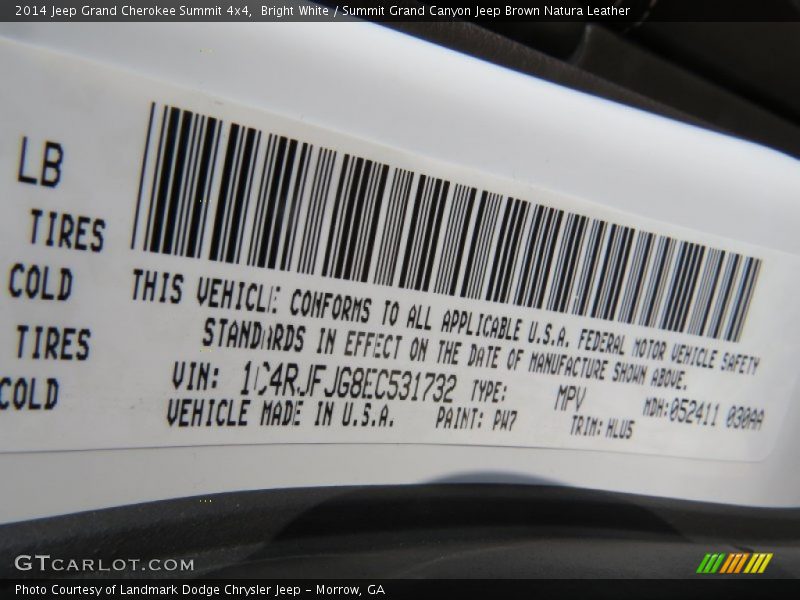 2014 Jeep Grand Cherokee Summit 4x4, Bright White / Summit Grand Canyon Jeep Brown Natura Leather
LB
TIRES
COLD
TIRES
COLD
THIS VEHICLE CONFORMS TO ALL APPLICABLE U.S.A. FEDERAL MOTOR VEHICLE SAFETY
STANDARDS IN EFFECT ON THE DATE OF MANUFACTURE SHOWN ABOVE.
VIN: 1C4RJFJG8EC531732 TYPE: MPV MDH:052411 030AA
VEHICLE MADE IN U.S.A. PAINT: PW7 TRIM: HLU5
GTCARLOT.COM
Photo Courtesy of Landmark Dodge Chrysler Jeep - Morrow, GA